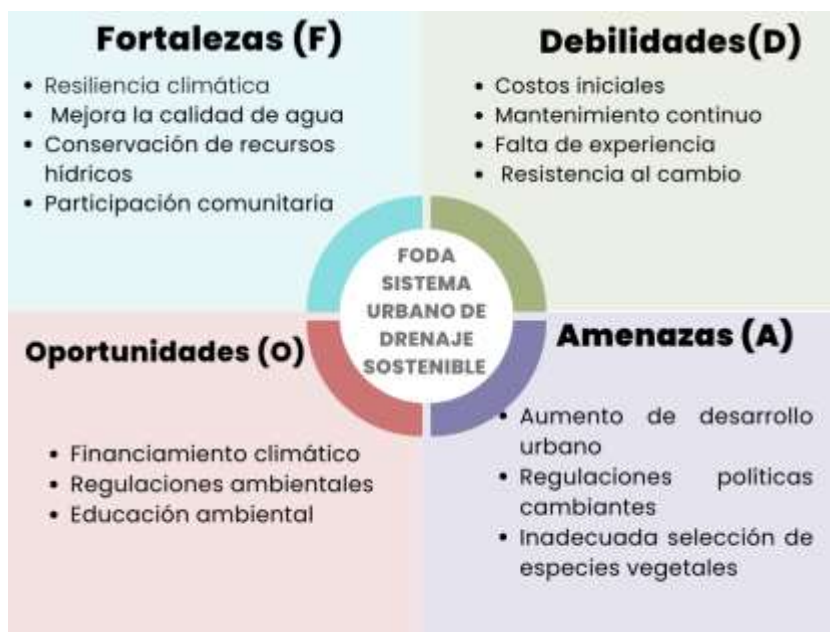 Fortalezas (F)
• Resiliencia climática
• Mejora la calidad de agua
• Conservación de recursos
hídricos
• Participación comunitaria
Debilidades(D)
• Costos iniciales
• Mantenimiento continuo
• Falta de experiencia
• Resistencia al cambio
FODA
SISTEMA
URBANO DE
DRENAJE
SOSTENIBLE
Oportunidades (O)
• Financiamiento climático
• Regulaciones ambientales
• Educación ambiental
Amenazas (A)
• Aumento de desarrollo
urbano
• Regulaciones políticas
cambiantes
• Inadecuada selección de
especies vegetales